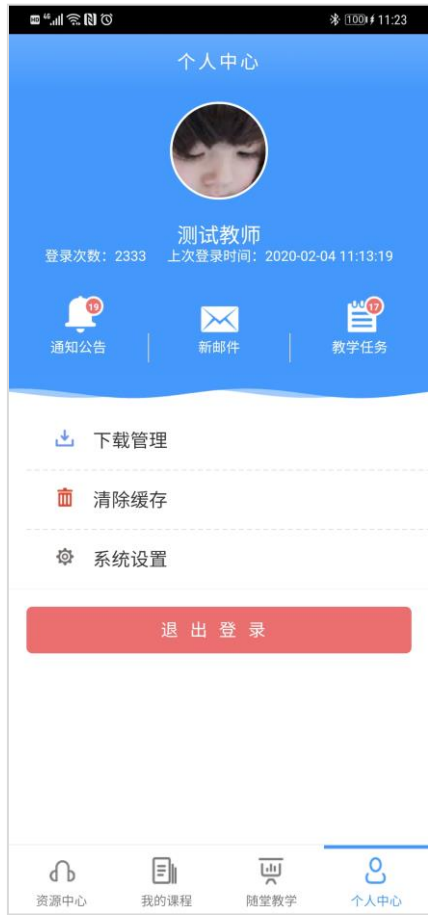 HD 4G 100 11:23
个人中心
测试教师
登录次数：2333 上次登录时间：2020-02-04 11:13:19
19 17
通知公告 新邮件 教学任务
下载管理
清除缓存
系统设置
退出登录
资源中心 我的课程 随堂教学 个人中心